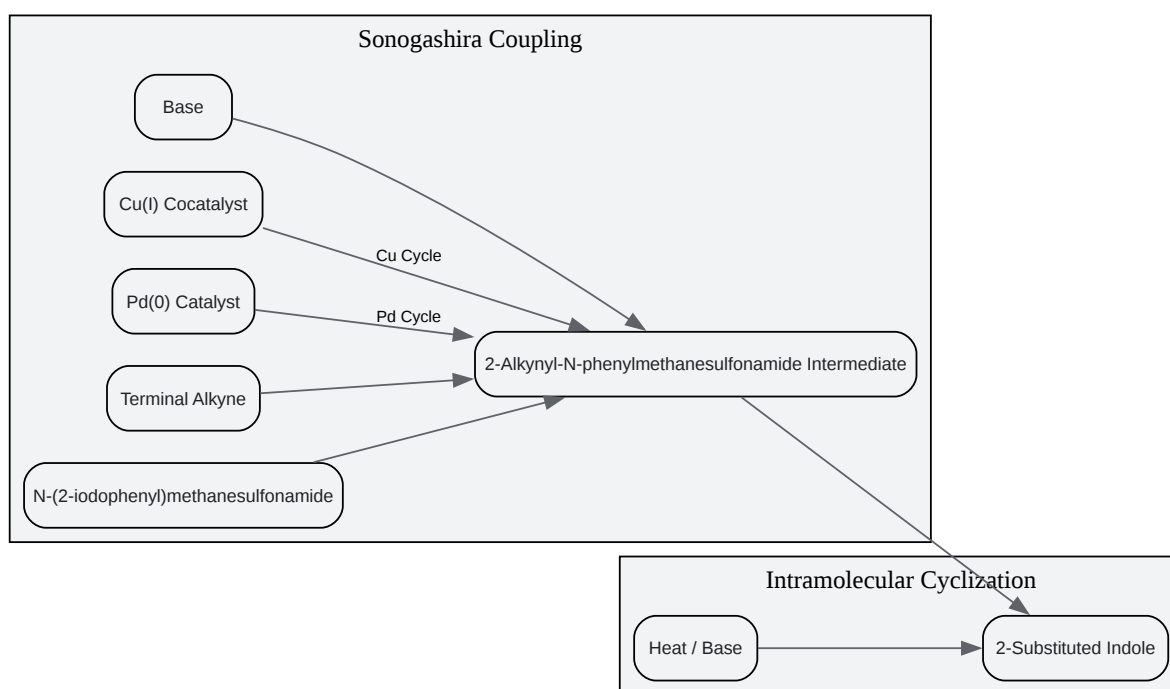 Sonogashira Coupling
Base
Cu(I) Cocatalyst
Cu Cycle
Pd(0) Catalyst
Pd Cycle
2-Alkynyl-N-phenylmethanesulfonamide Intermediate
Terminal Alkyne
N-(2-iodophenyl)methanesulfonamide
Intramolecular Cyclization
Heat / Base
2-Substituted Indole